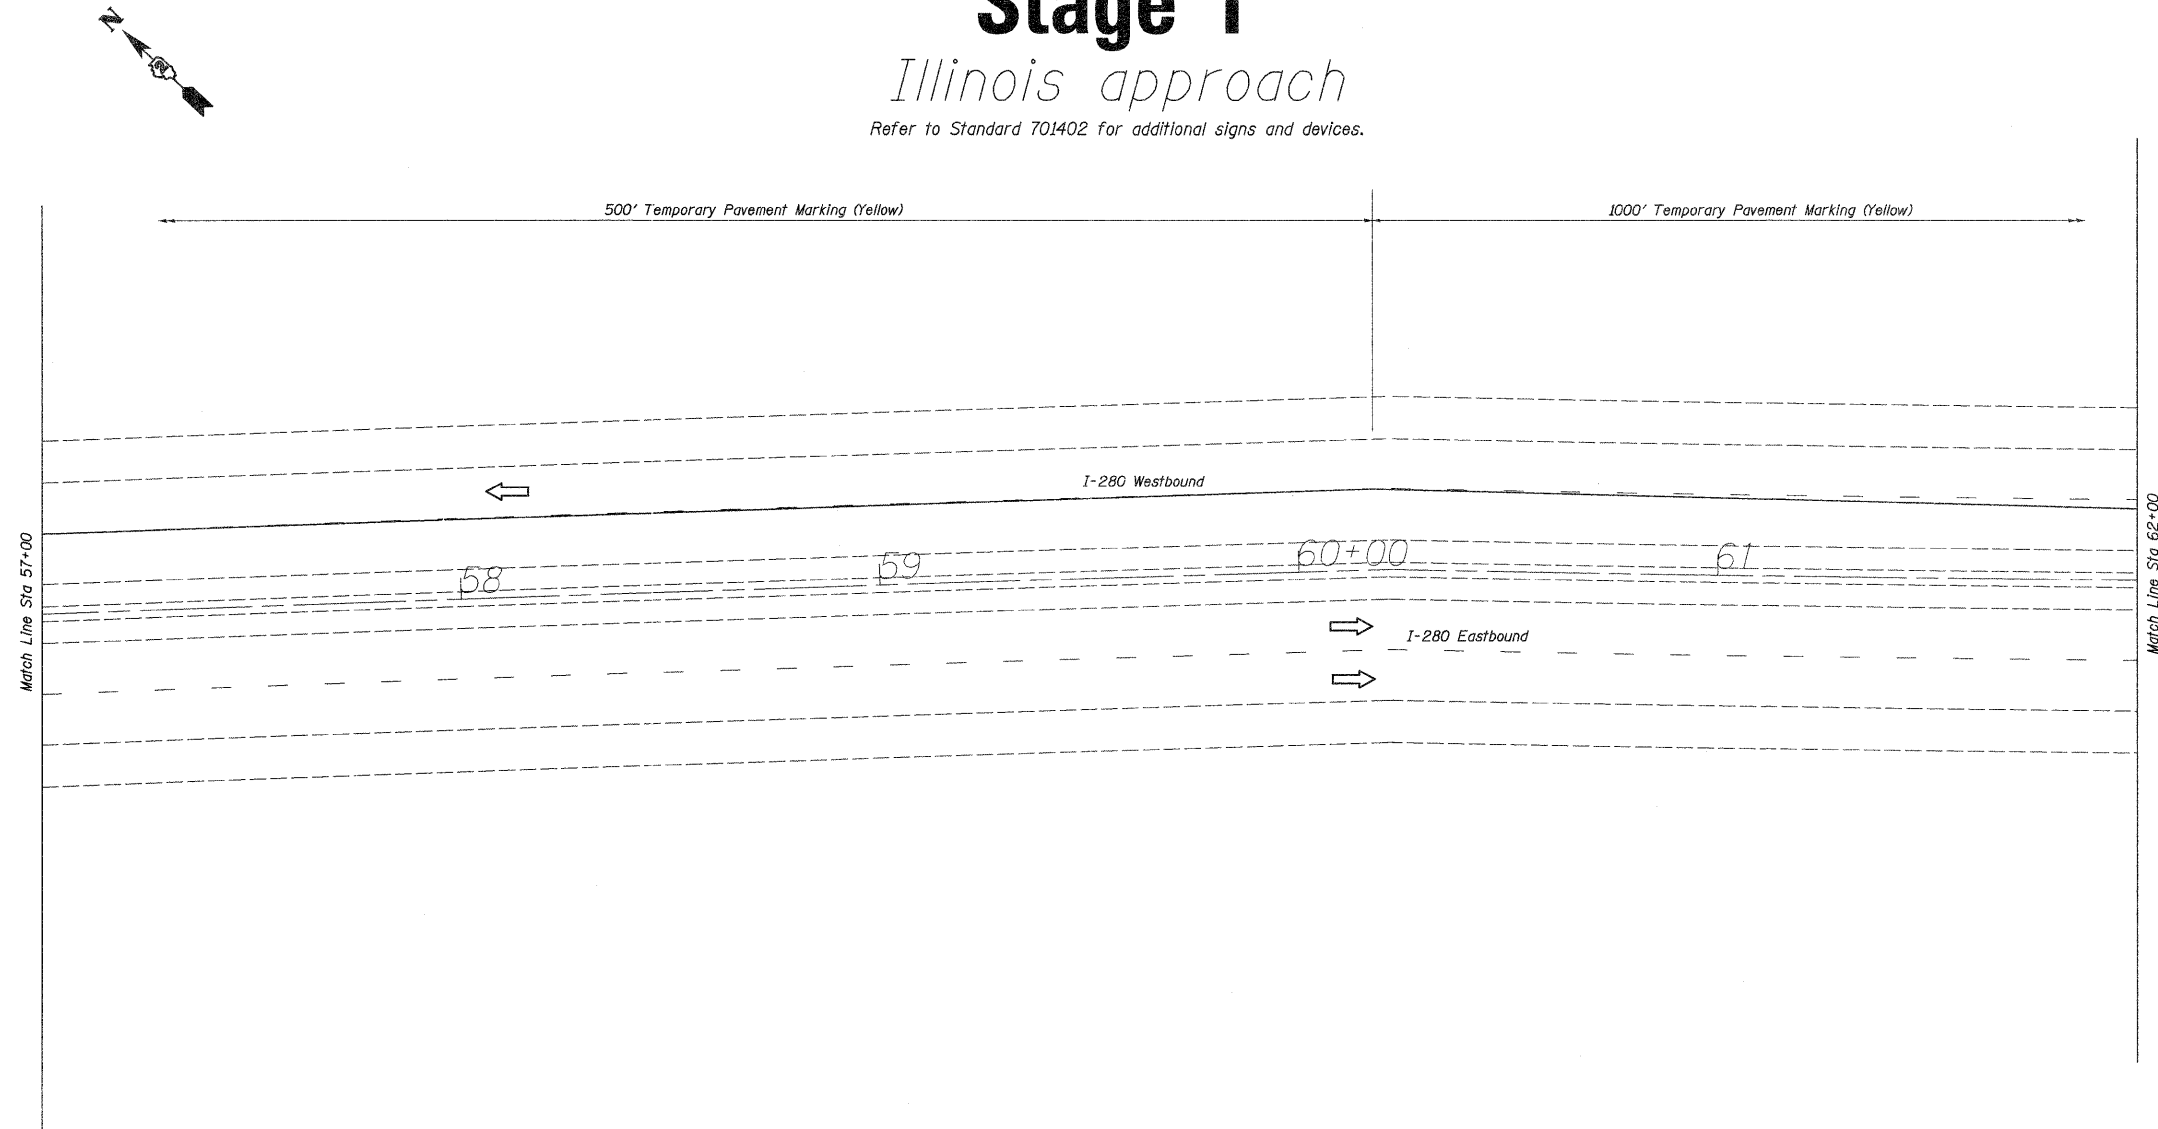 Stage 1
Illinois approach
Refer to Standard 701402 for additional signs and devices.
N
2
500' Temporary Pavement Marking (Yellow)
1000' Temporary Pavement Marking (Yellow)
I-280 Westbound
58
59
60+00
61
I-280 Eastbound
Match Line Sta 57+00
Match Line Sta 62+00